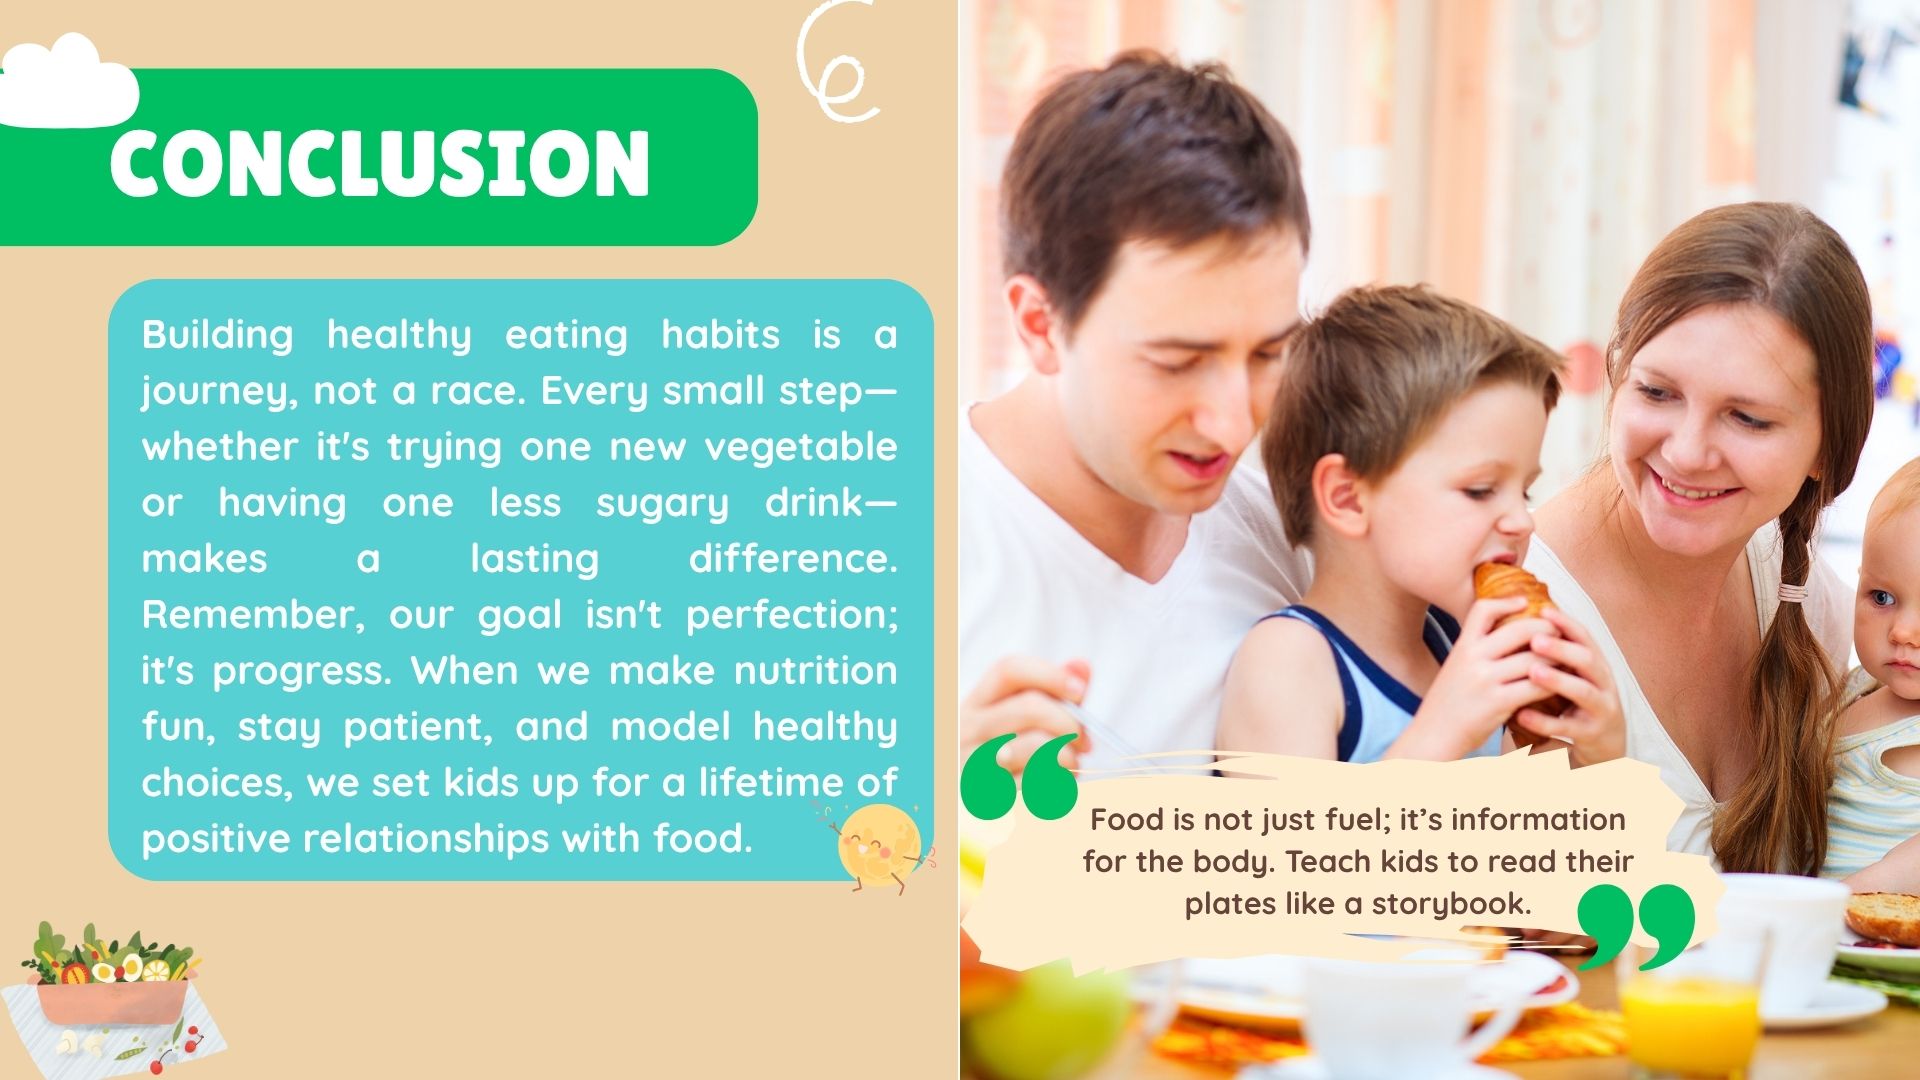 CONCLUSION
Building healthy eating habits is a
journey, not a race. Every small step—
whether it's trying one new vegetable
or having one less sugary drink—
makes a lasting difference.
Remember, our goal isn't perfection;
it's progress. When we make nutrition
fun, stay patient, and model healthy
choices, we set kids up for a lifetime of
positive relationships with food.
“Food is not just fuel; it’s information
for the body. Teach kids to read their
plates like a storybook.”